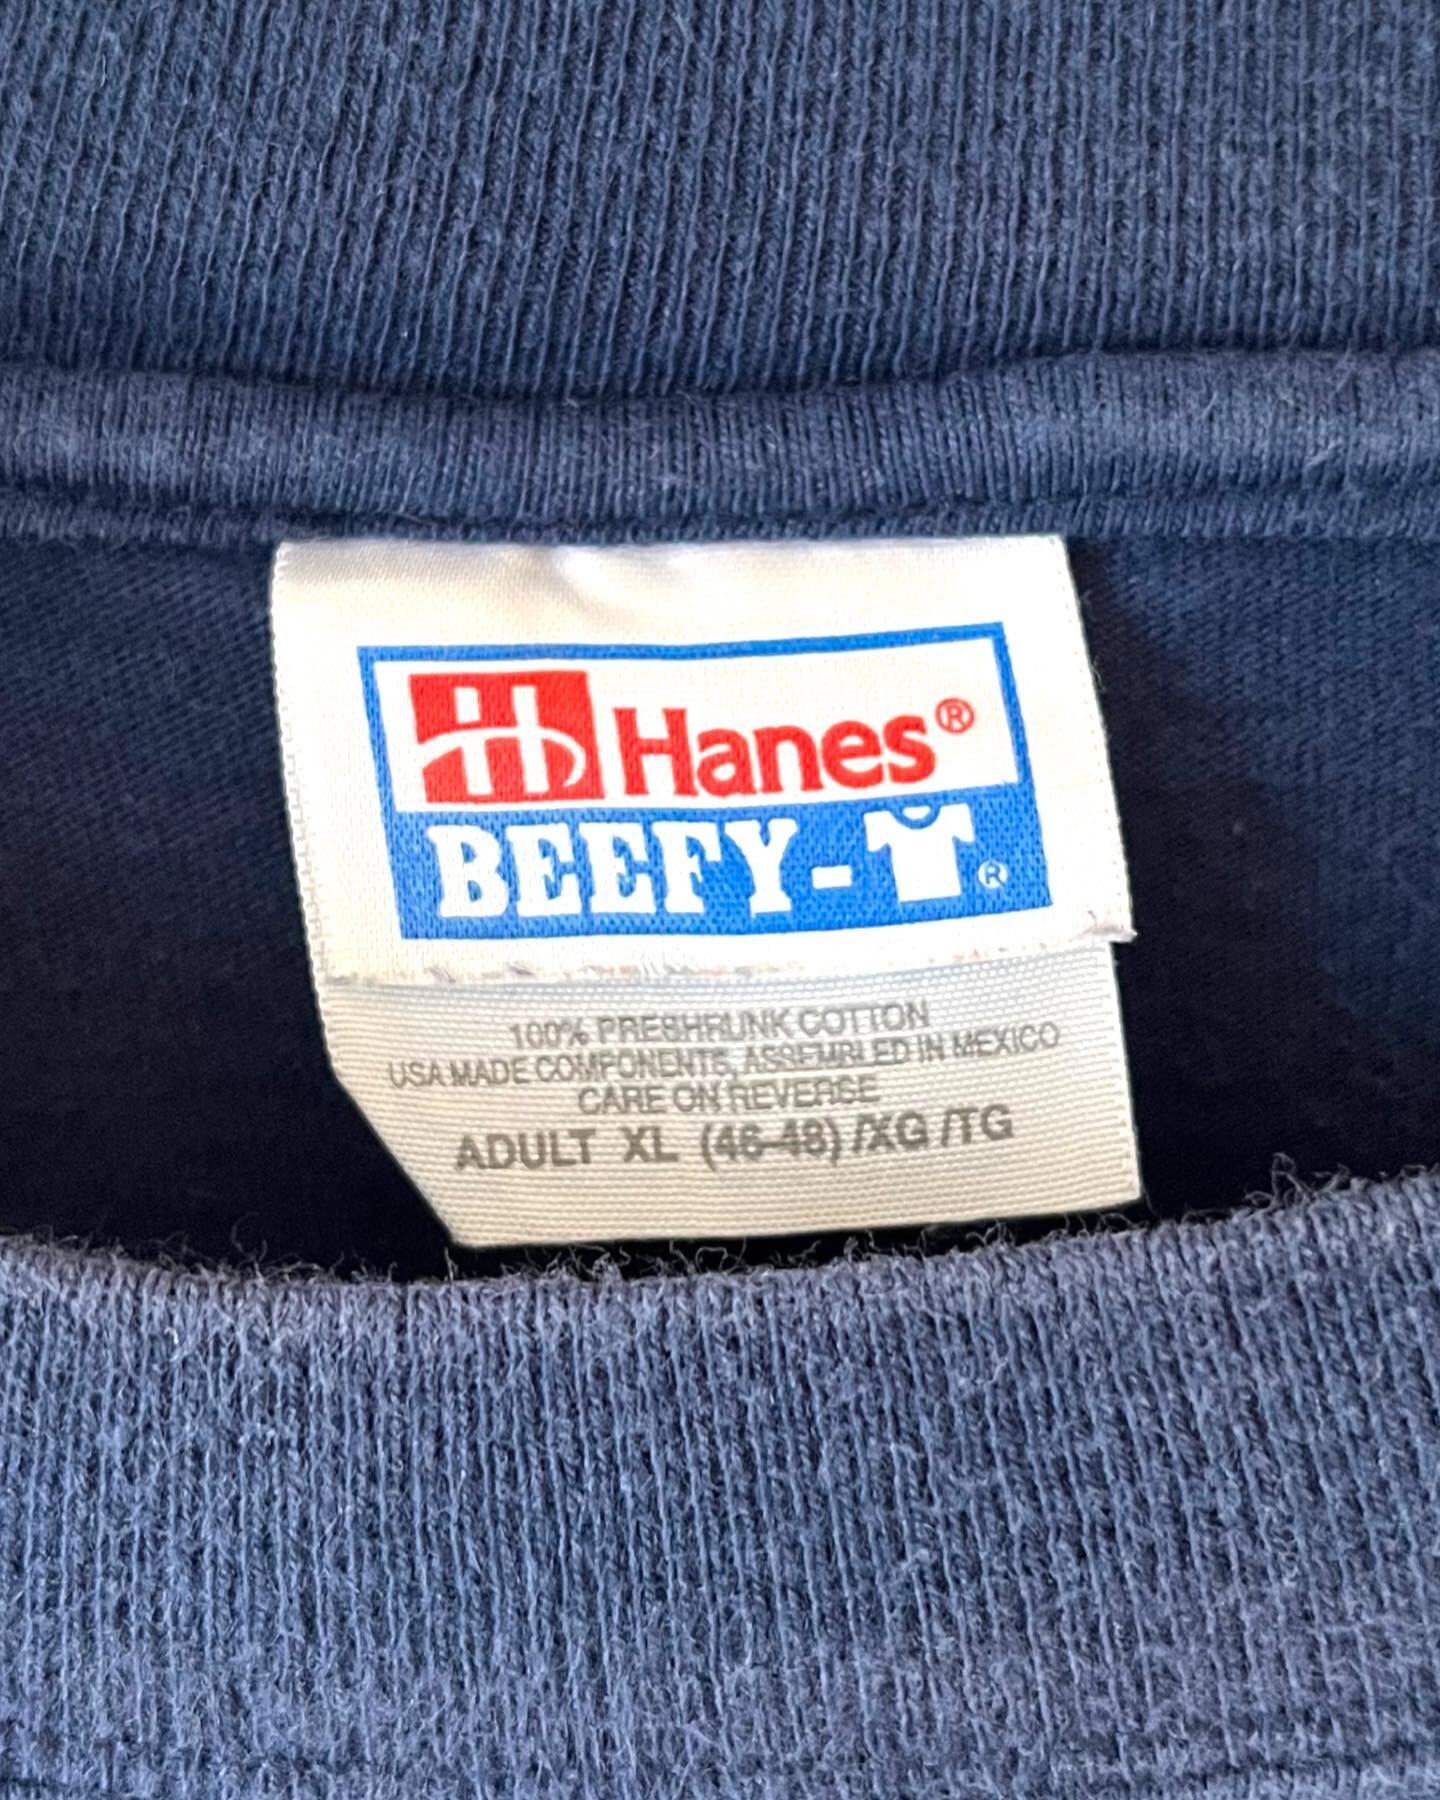 Hanes®
BEEFY-T®
100% PRESHRUNK COTTON
USA MADE COMPONENTS, ASSEMBLED IN MEXICO
CARE ON REVERSE
ADULT XL (46-48) /XG /TG